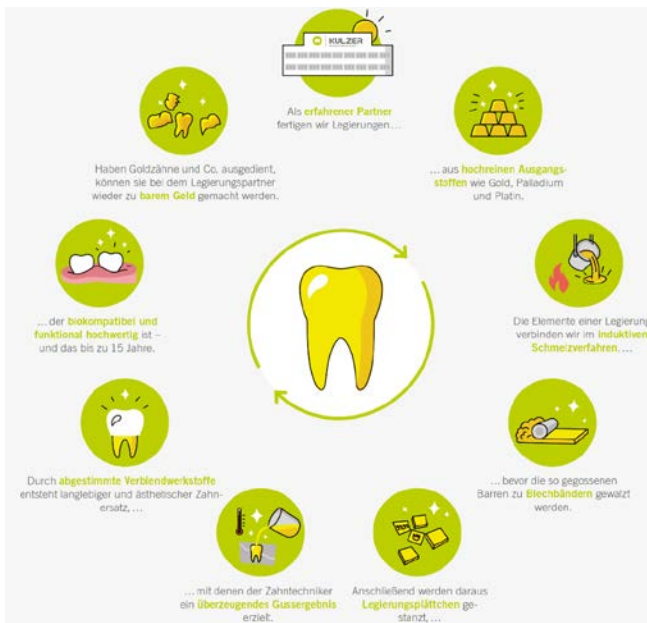 KULZER
Als erfahrener Partner
fertigen wir Legierungen…
… aus hochreinen Ausgangs-
stoffen wie Gold, Palladium
und Platin.
Die Elemente einer Legierung
verbinden wir im induktiven
Schmelzverfahren, …
… bevor die so gegossenen
Barren zu Blechbändern gewalzt
werden.
Anschließend werden daraus
Legierungsplättchen ge-
stanzt, …
… mit denen der Zahntechniker
ein überzeugendes Gussergebnis
erzielt.
Durch abgestimmte Verblendwerkstoffe
entsteht langlebiger und ästhetischer Zahn-
ersatz, …
… der biokompatibel und
funktional hochwertig ist –
und das bis zu 15 Jahre.
Haben Goldzähne und Co. ausgedient,
können sie bei dem Legierungspartner
wieder zu barem Gold gemacht werden.